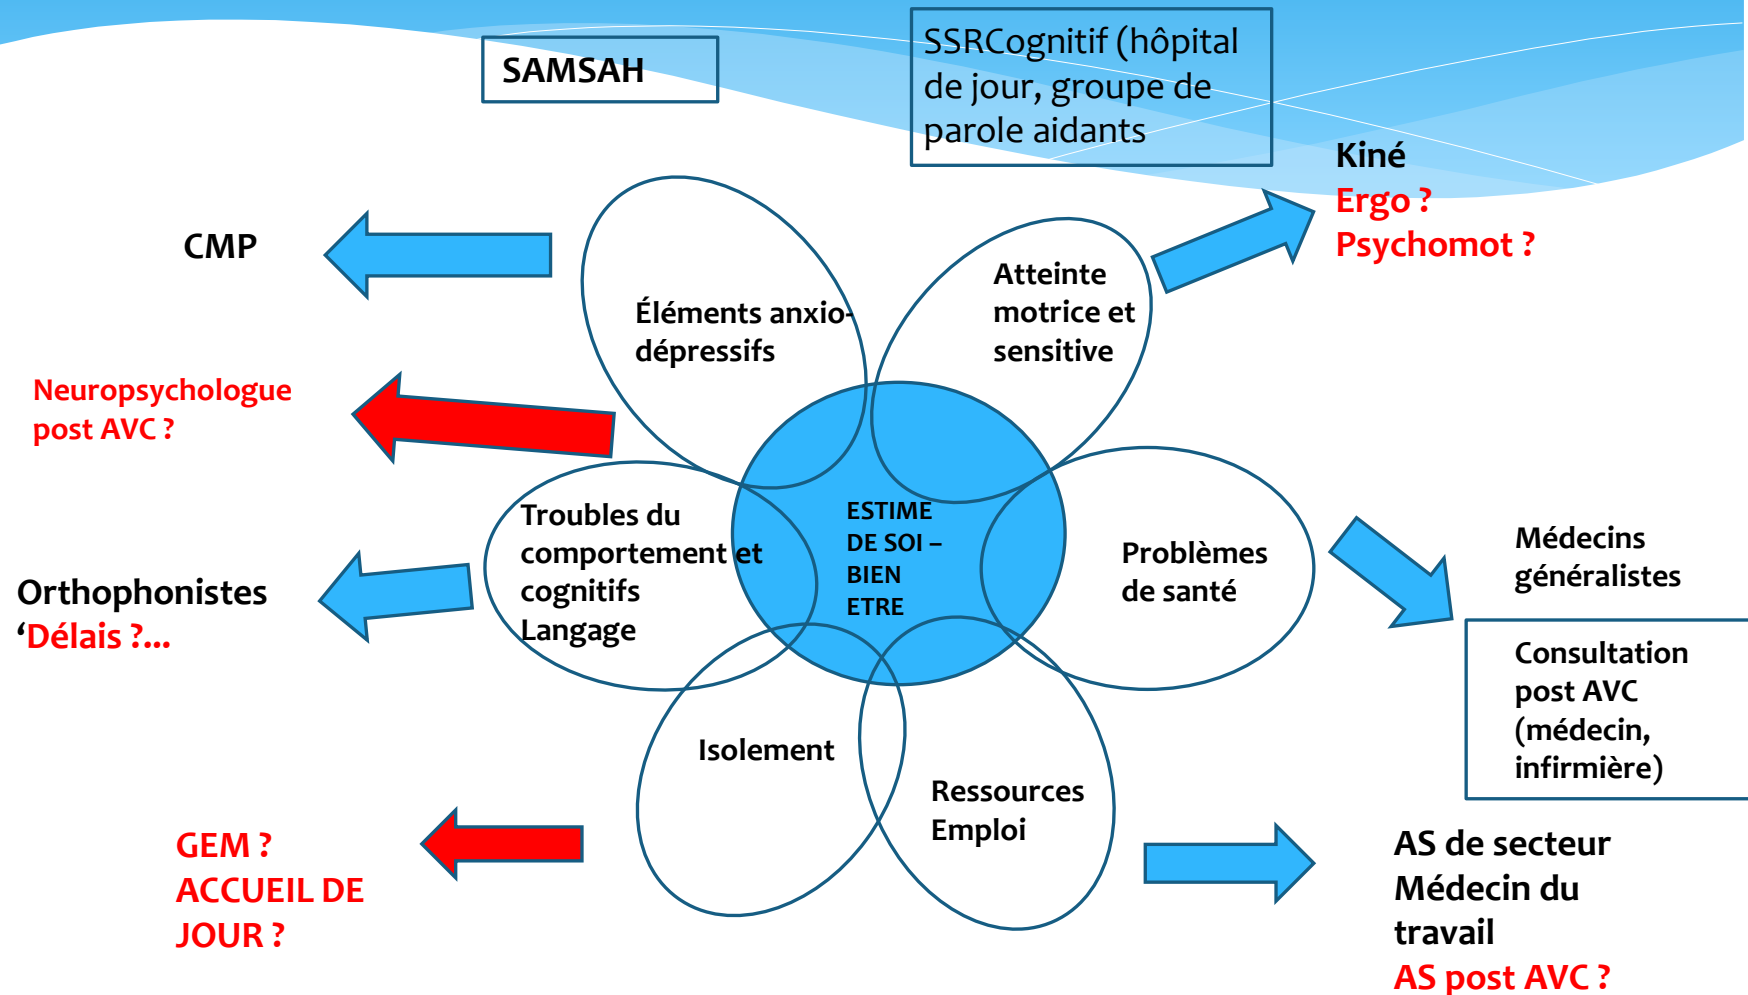 SAMSAH
SSRCognitif (hôpital
de jour, groupe de
parole aidants
Kiné
Ergo ?
Psychomot ?
CMP
Éléments anxio-
dépressifs
Atteinte
motrice et
sensitive
Neuropsychologue
post AVC ?
Troubles du
comportement et
cognitifs
Langage
ESTIME
DE SOI –
BIEN
ETRE
Problèmes
de santé
Médecins
généralistes
Orthophonistes
‘Délais ?...
Consultation
post AVC
(médecin,
infirmière)
Isolement
Ressources
Emploi
GEM ?
ACCUEIL DE
JOUR ?
AS de secteur
Médecin du
travail
AS post AVC ?